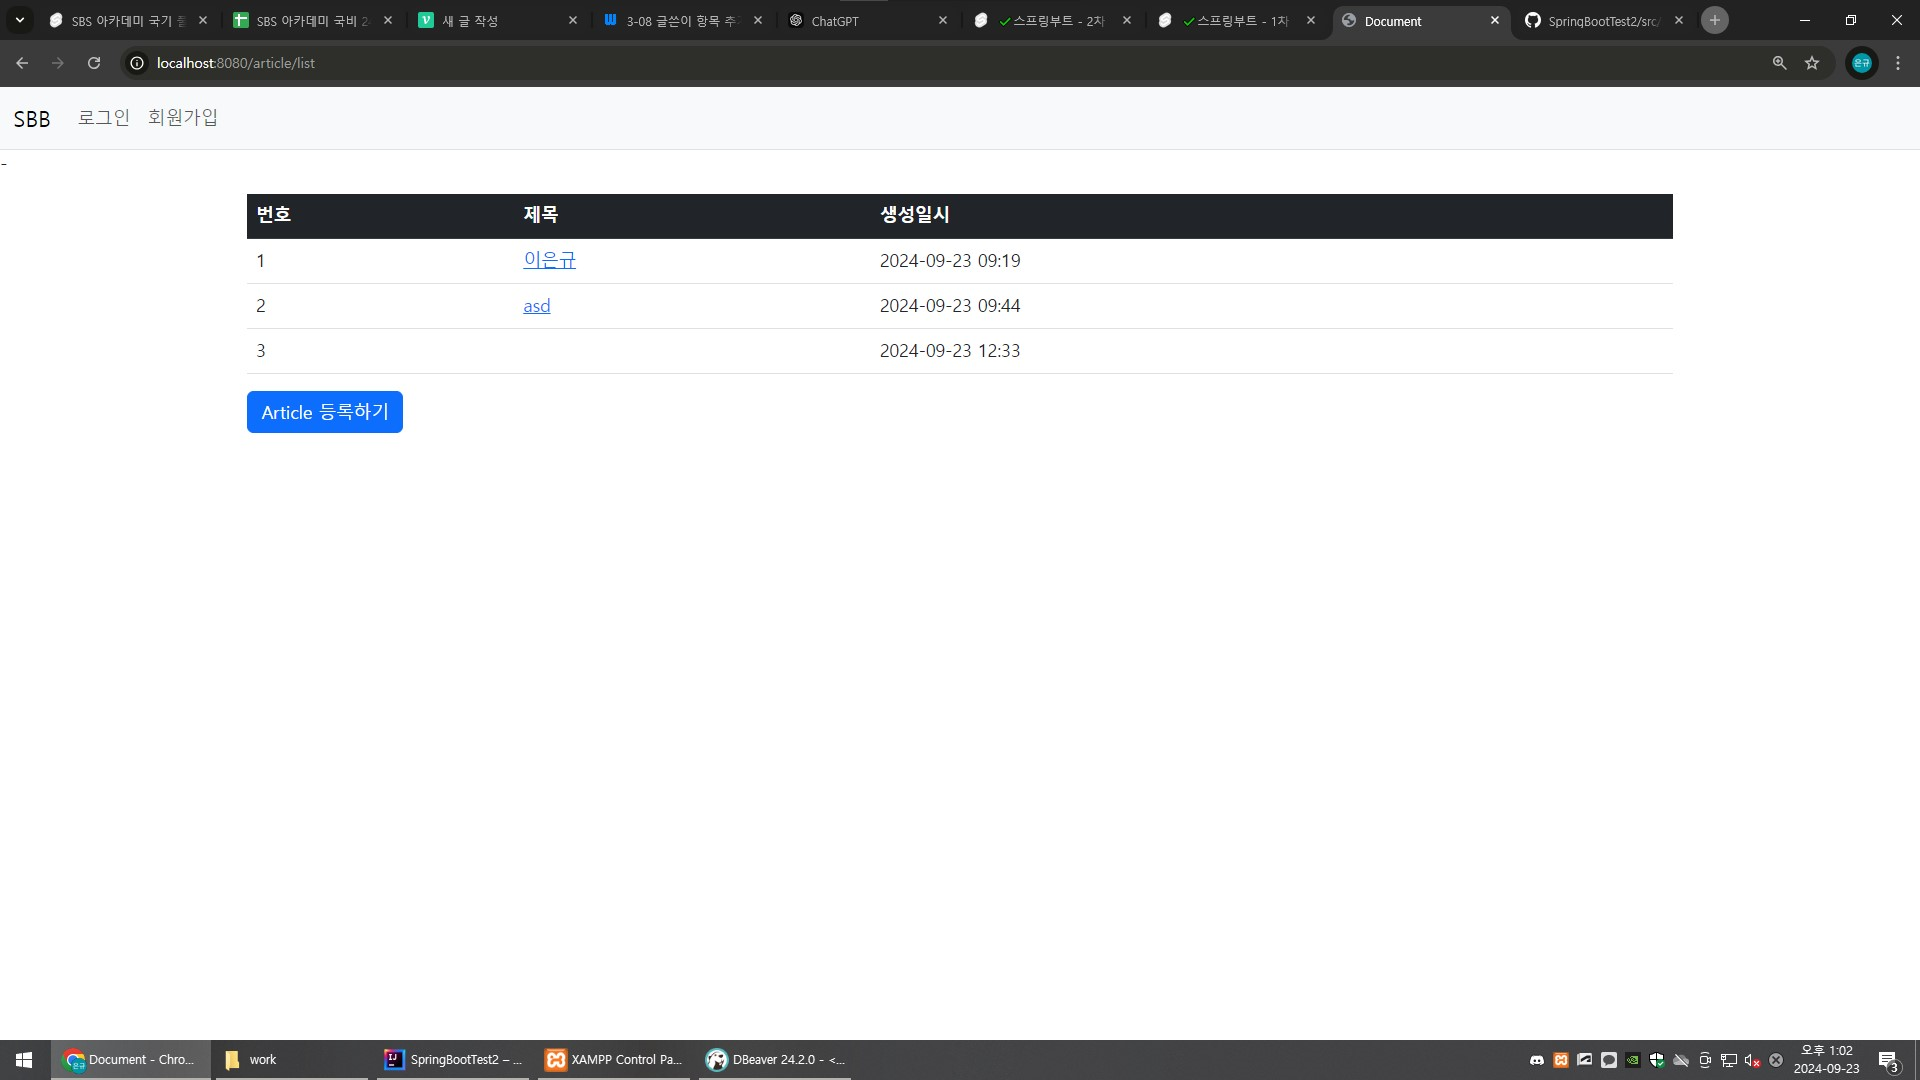 SBS 아카데미 국기
SBS 아카데미 국비 2
새 글 작성
3-08 글쓴이 항목 추
ChatGPT
스프링부트 - 2차
스프링부트 - 1차
Document
SpringBootTest2/src/
localhost:8080/article/list
은규
SBB 로그인 회원가입
-
번호 제목 생성일시
1 이은규 2024-09-23 09:19
2 asd 2024-09-23 09:44
3 2024-09-23 12:33
Article 등록하기
Document - Chro...
work
SpringBootTest2 – ...
XAMPP Control Pa...
DBeaver 24.2.0 - <...
오후 1:02
2024-09-23
3